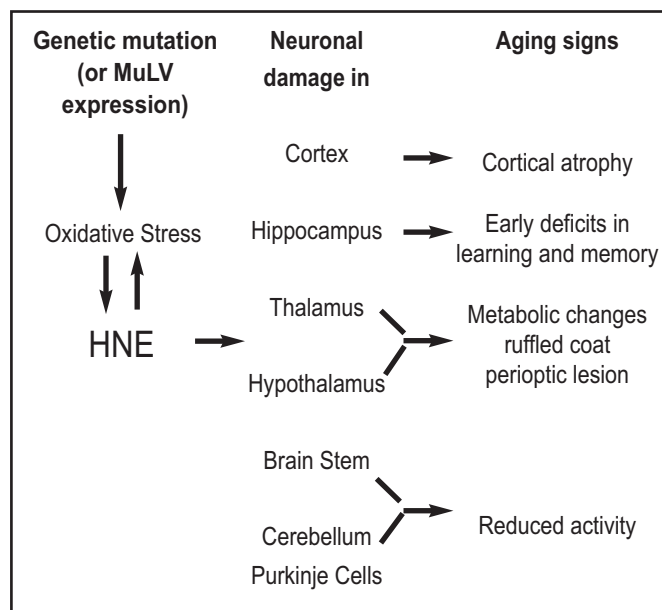 Genetic mutation
(or MuLV
expression)
Oxidative Stress
HNE
Neuronal
damage in
Cortex
Hippocampus
Thalamus
Hypothalamus
Brain Stem
Cerebellum
Purkinje Cells
Aging signs
Cortical atrophy
Early deficits in
learning and memory
Metabolic changes
ruffled coat
perioptic lesion
Reduced activity